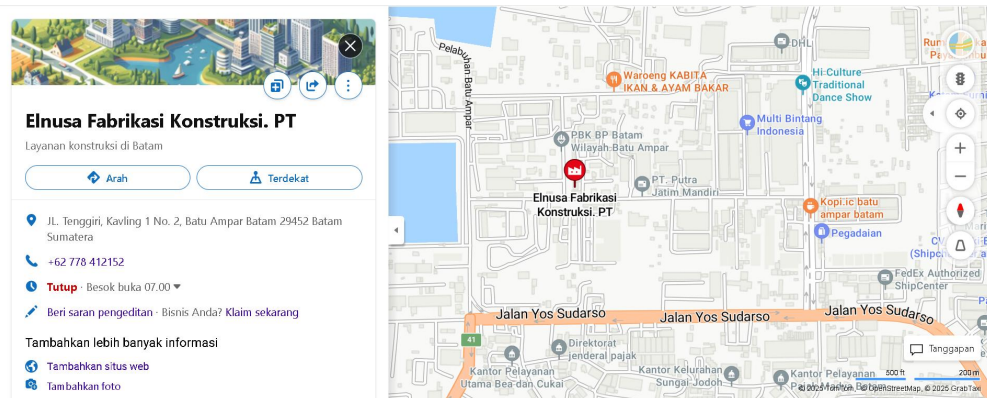 Elnusa Fabrikasi Konstruksi. PT
Layanan konstruksi di Batam
Arah
Terdekat
JL. Tenggiri, Kavling 1 No. 2, Batu Ampar Batam 29452 Batam
Sumatera
+62 778 412152
Tutup · Besok buka 07.00
Beri saran pengeditan · Bisnis Anda? Klaim sekarang
Tambahkan lebih banyak informasi
Tambahkan situs web
Tambahkan foto
Pelabuhan Batu Ampar
DHL
Waroeng KABITA
IKAN & AYAM BAKAR
Hi Culture
Traditional
Dance Show
Multi Bintang
Indonesia
PBK BP Batam
Wilayah Batu Ampar
PT. Putra
Jatim Mandiri
Elnusa Fabrikasi
Konstruksi. PT
Kopi.ic batu
ampar batam
Pegadaian
FedEx Authorized
ShipCenter
Jalan Yos Sudarso
Jalan Yos Sudarso
Jalan Yos Sudarso
41
Direktorat
jenderal pajak
Kantor Pelayanan
Utama Bea dan Cukai
Kantor Kelurahan
Sungai Jodoh
Kantor Pelayanan
Tanggapan
500 ft
200 m
© 2025 TomTom, © OpenStreetMap, © 2025 GrabTaxi